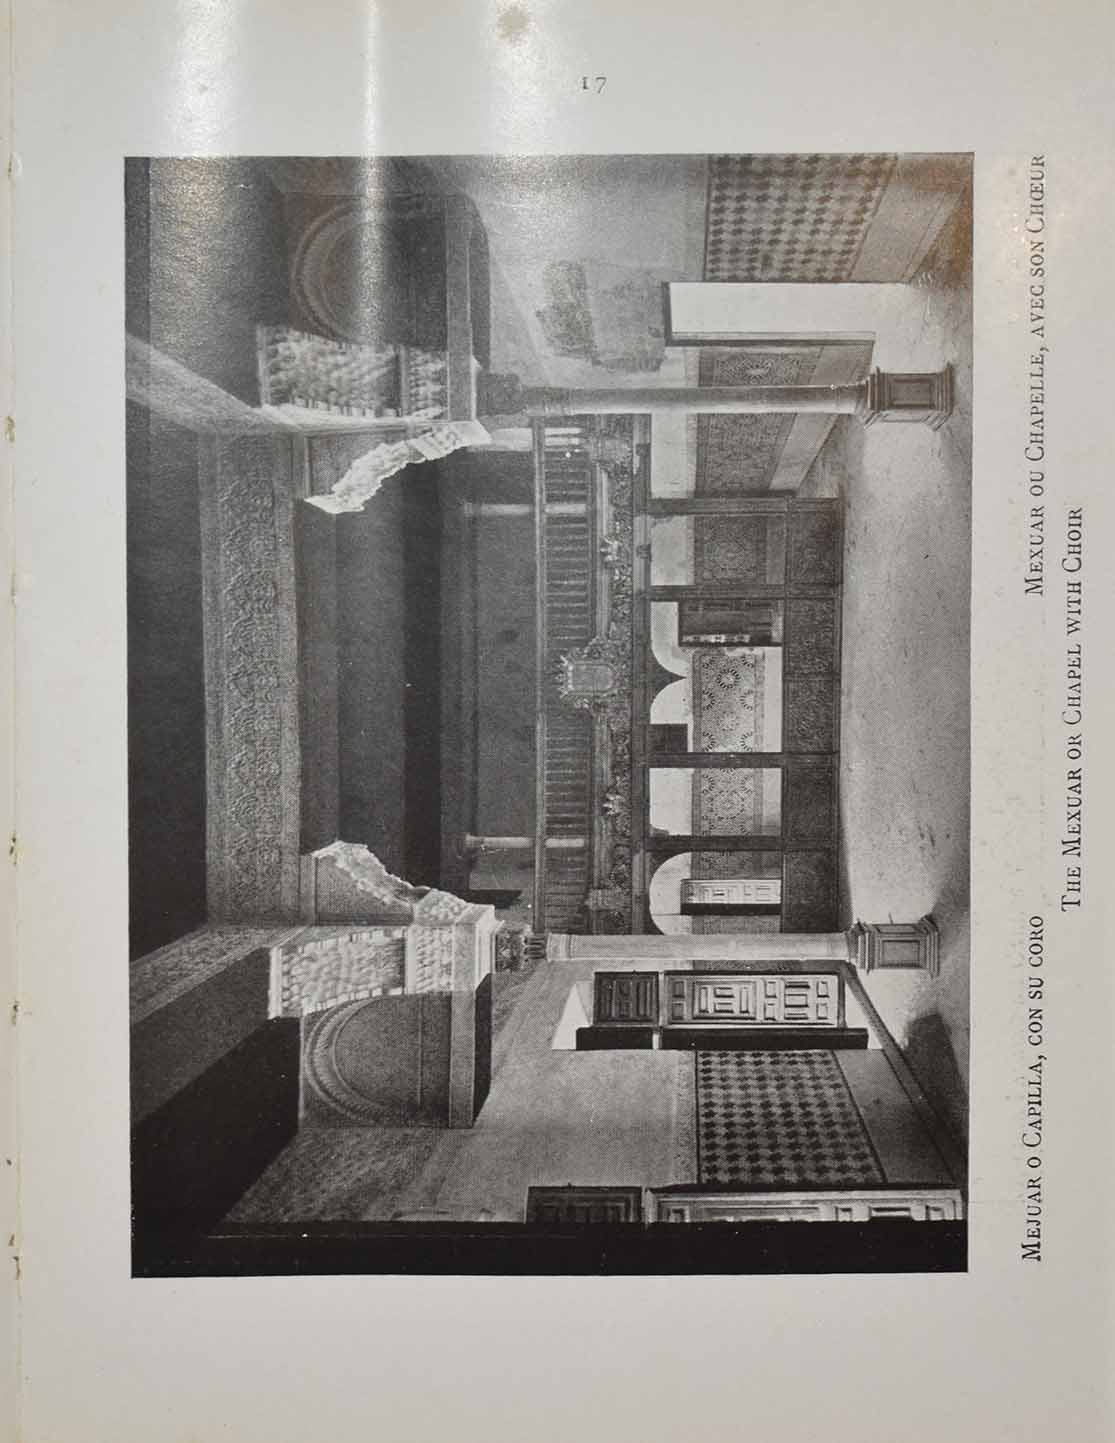 17
MEJUAR O CAPILLA, CON SU CORO
MEXUAR OU CHAPELLE, AVEC SON CHŒUR
THE MEXUAR OR CHAPEL WITH CHOIR